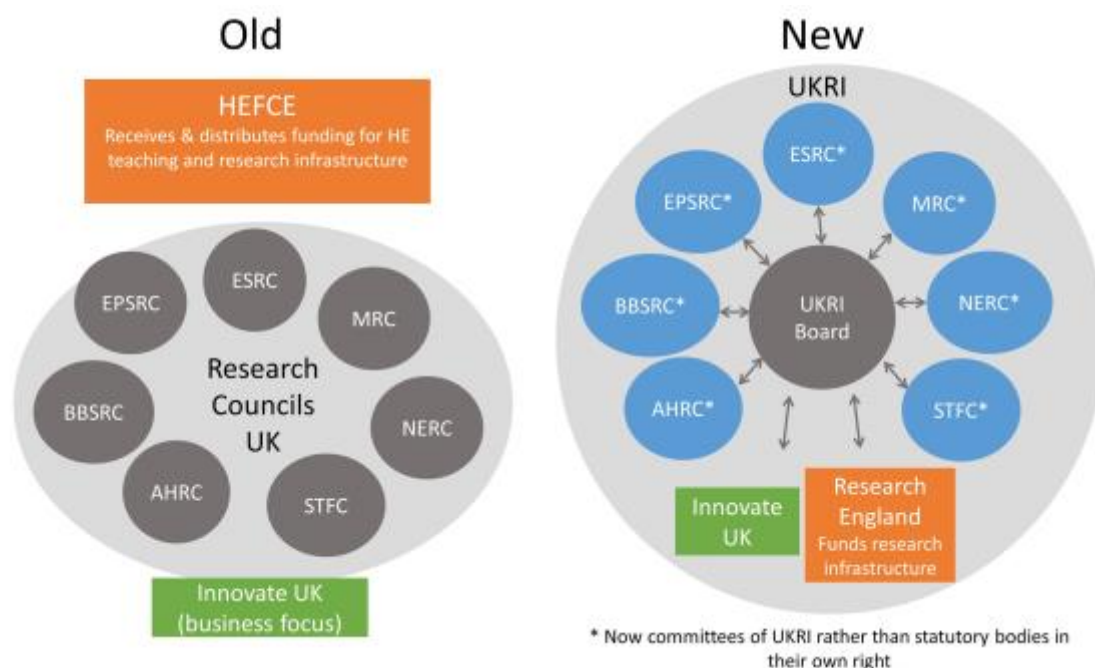 Old
HEFCE
Receives & distributes funding for HE
teaching and research infrastructure
EPSRC
ESRC
MRC
BBSRC
Research
Councils
UK
NERC
AHRC
STFC
Innovate UK
(business focus)
New
UKRI
ESRC*
EPSRC*
MRC*
BBSRC*
UKRI
Board
NERC*
AHRC*
STFC*
Innovate
UK
Research
England
Funds research
infrastructure
* Now committees of UKRI rather than statutory bodies in
their own right